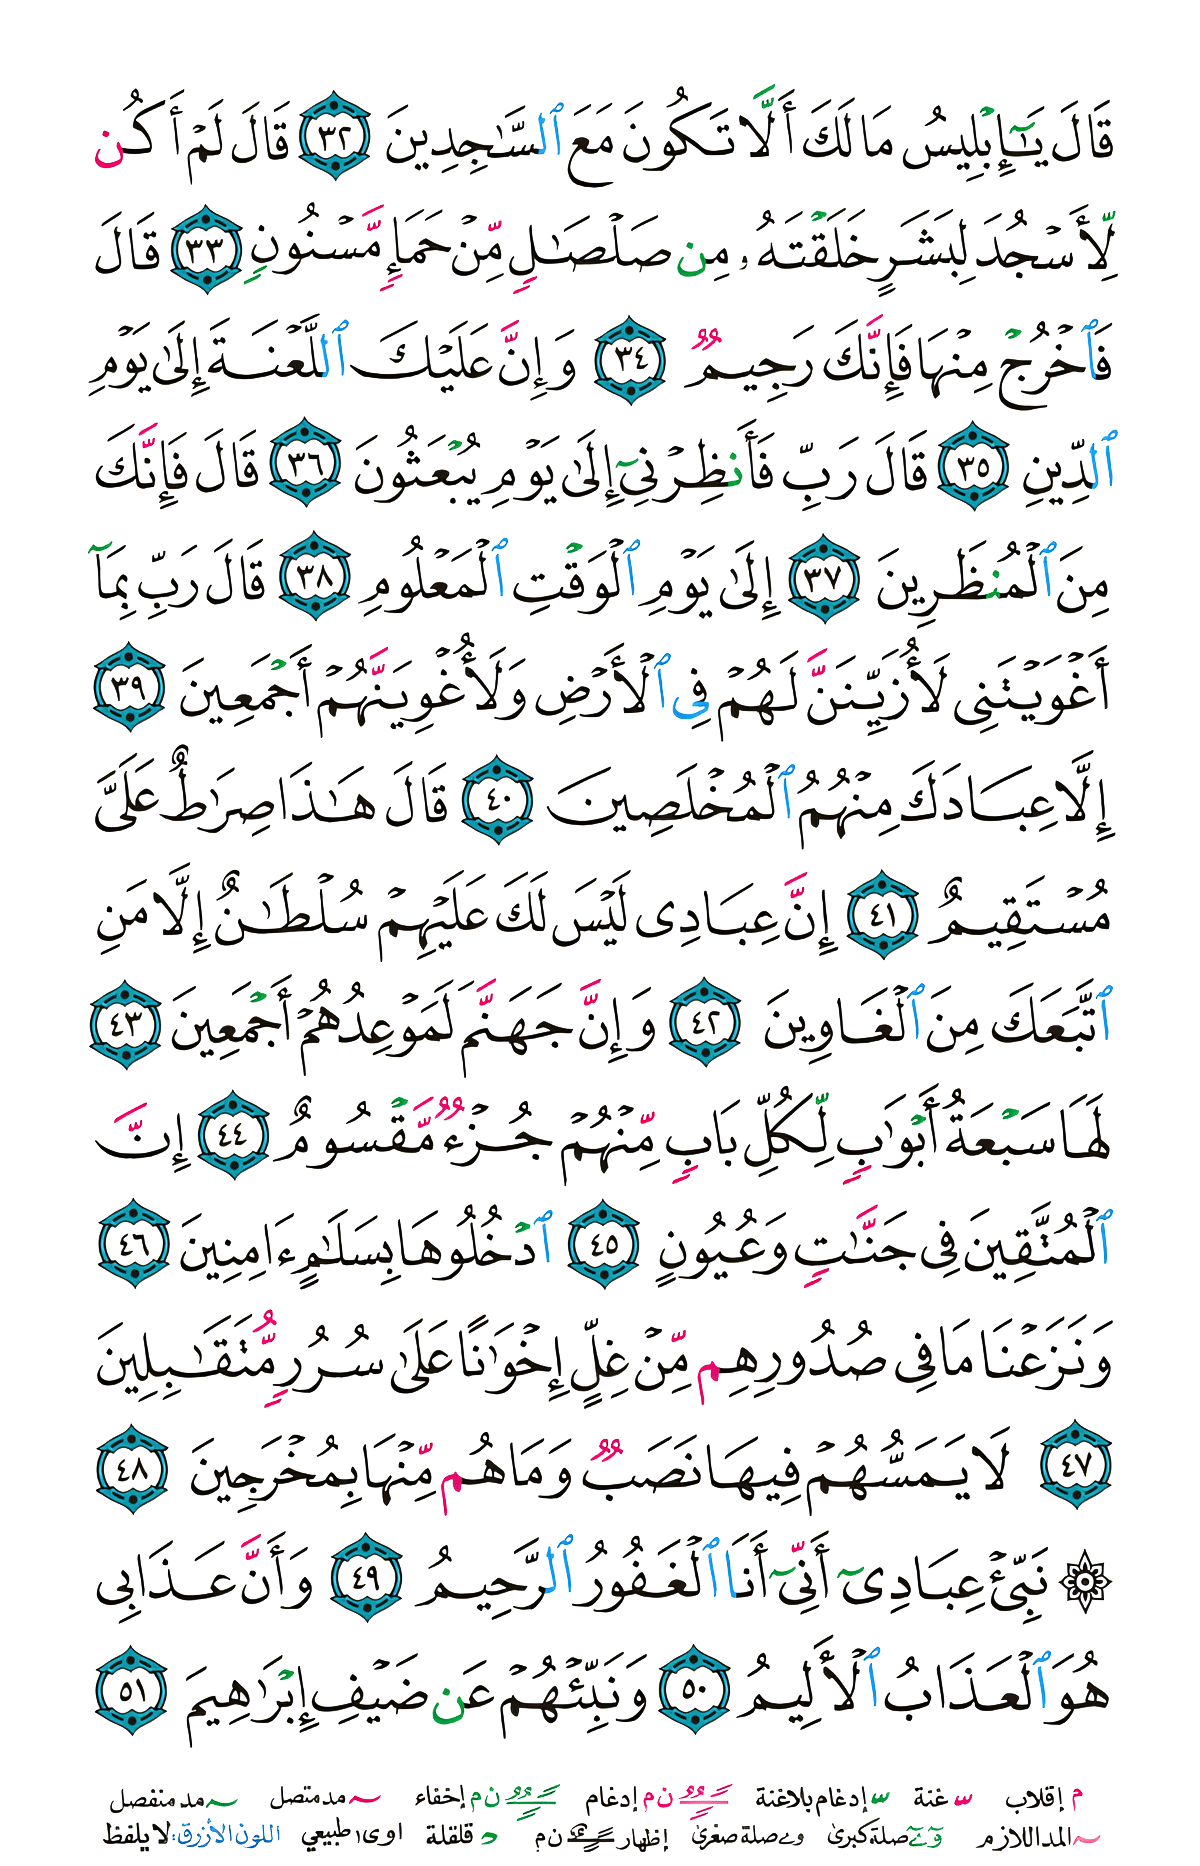 قَالَ يَـٰٓإِبْلِيسُ مَا لَكَ أَلَّا تَكُونَ مَعَ ٱلسَّـٰجِدِينَ ٣٢ قَالَ لَمْ أَكُن
لِّأَسْجُدَ لِبَشَرٍ خَلَقْتَهُۥ مِن صَلْصَـٰلٍ مِّنْ حَمَإٍ مَّسْنُونٍ ٣٣ قَالَ
فَٱخْرُجْ مِنْهَا فَإِنَّكَ رَجِيمٌ ٣٤ وَإِنَّ عَلَيْكَ ٱللَّعْنَةَ إِلَىٰ يَوْمِ
ٱلدِّينِ ٣٥ قَالَ رَبِّ فَأَنظِرْنِىٓ إِلَىٰ يَوْمِ يُبْعَثُونَ ٣٦ قَالَ فَإِنَّكَ
مِنَ ٱلْمُنظَرِينَ ٣٧ إِلَىٰ يَوْمِ ٱلْوَقْتِ ٱلْمَعْلُومِ ٣٨ قَالَ رَبِّ بِمَآ
أَغْوَيْتَنِى لَأُزَيِّنَنَّ لَهُمْ فِى ٱلْأَرْضِ وَلَأُغْوِيَنَّهُمْ أَجْمَعِينَ ٣٩
إِلَّا عِبَادَكَ مِنْهُمُ ٱلْمُخْلَصِينَ ٤٠ قَالَ هَـٰذَا صِرَٰطٌ عَلَىَّ
مُسْتَقِيمٌ ٤١ إِنَّ عِبَادِى لَيْسَ لَكَ عَلَيْهِمْ سُلْطَـٰنٌ إِلَّا مَنِ
ٱتَّبَعَكَ مِنَ ٱلْغَاوِينَ ٤٢ وَإِنَّ جَهَنَّمَ لَمَوْعِدُهُمْ أَجْمَعِينَ ٤٣
لَهَا سَبْعَةُ أَبْوَٰبٍ لِّكُلِّ بَابٍ مِّنْهُمْ جُزْءٌ مَّقْسُومٌ ٤٤ إِنَّ
ٱلْمُتَّقِينَ فِى جَنَّـٰتٍ وَعُيُونٍ ٤٥ ٱدْخُلُوهَا بِسَلَـٰمٍ ءَامِنِينَ ٤٦
وَنَزَعْنَا مَا فِى صُدُورِهِم مِّنْ غِلٍّ إِخْوَٰنًا عَلَىٰ سُرُرٍ مُّتَقَـٰبِلِينَ
٤٧ لَا يَمَسُّهُمْ فِيهَا نَصَبٌ وَمَا هُم مِّنْهَا بِمُخْرَجِينَ ٤٨
۞ نَبِّئْ عِبَادِىٓ أَنِّىٓ أَنَا ٱلْغَفُورُ ٱلرَّحِيمُ ٤٩ وَأَنَّ عَذَابِى
هُوَ ٱلْعَذَابُ ٱلْأَلِيمُ ٥٠ وَنَبِّئْهُمْ عَن ضَيْفِ إِبْرَٰهِيمَ ٥١
م إقلاب ـّ غنة ـّ إدغام بلاغنة ن م إدغام ن م إخفاء ~ مد متصل ~ مد منفصل
~ المد اللازم و ے صلة كبرى و ے صلة صغرى إظهار ن م قلقلة ا و ى طبيعي اللون الأزرق: لا يلفظ